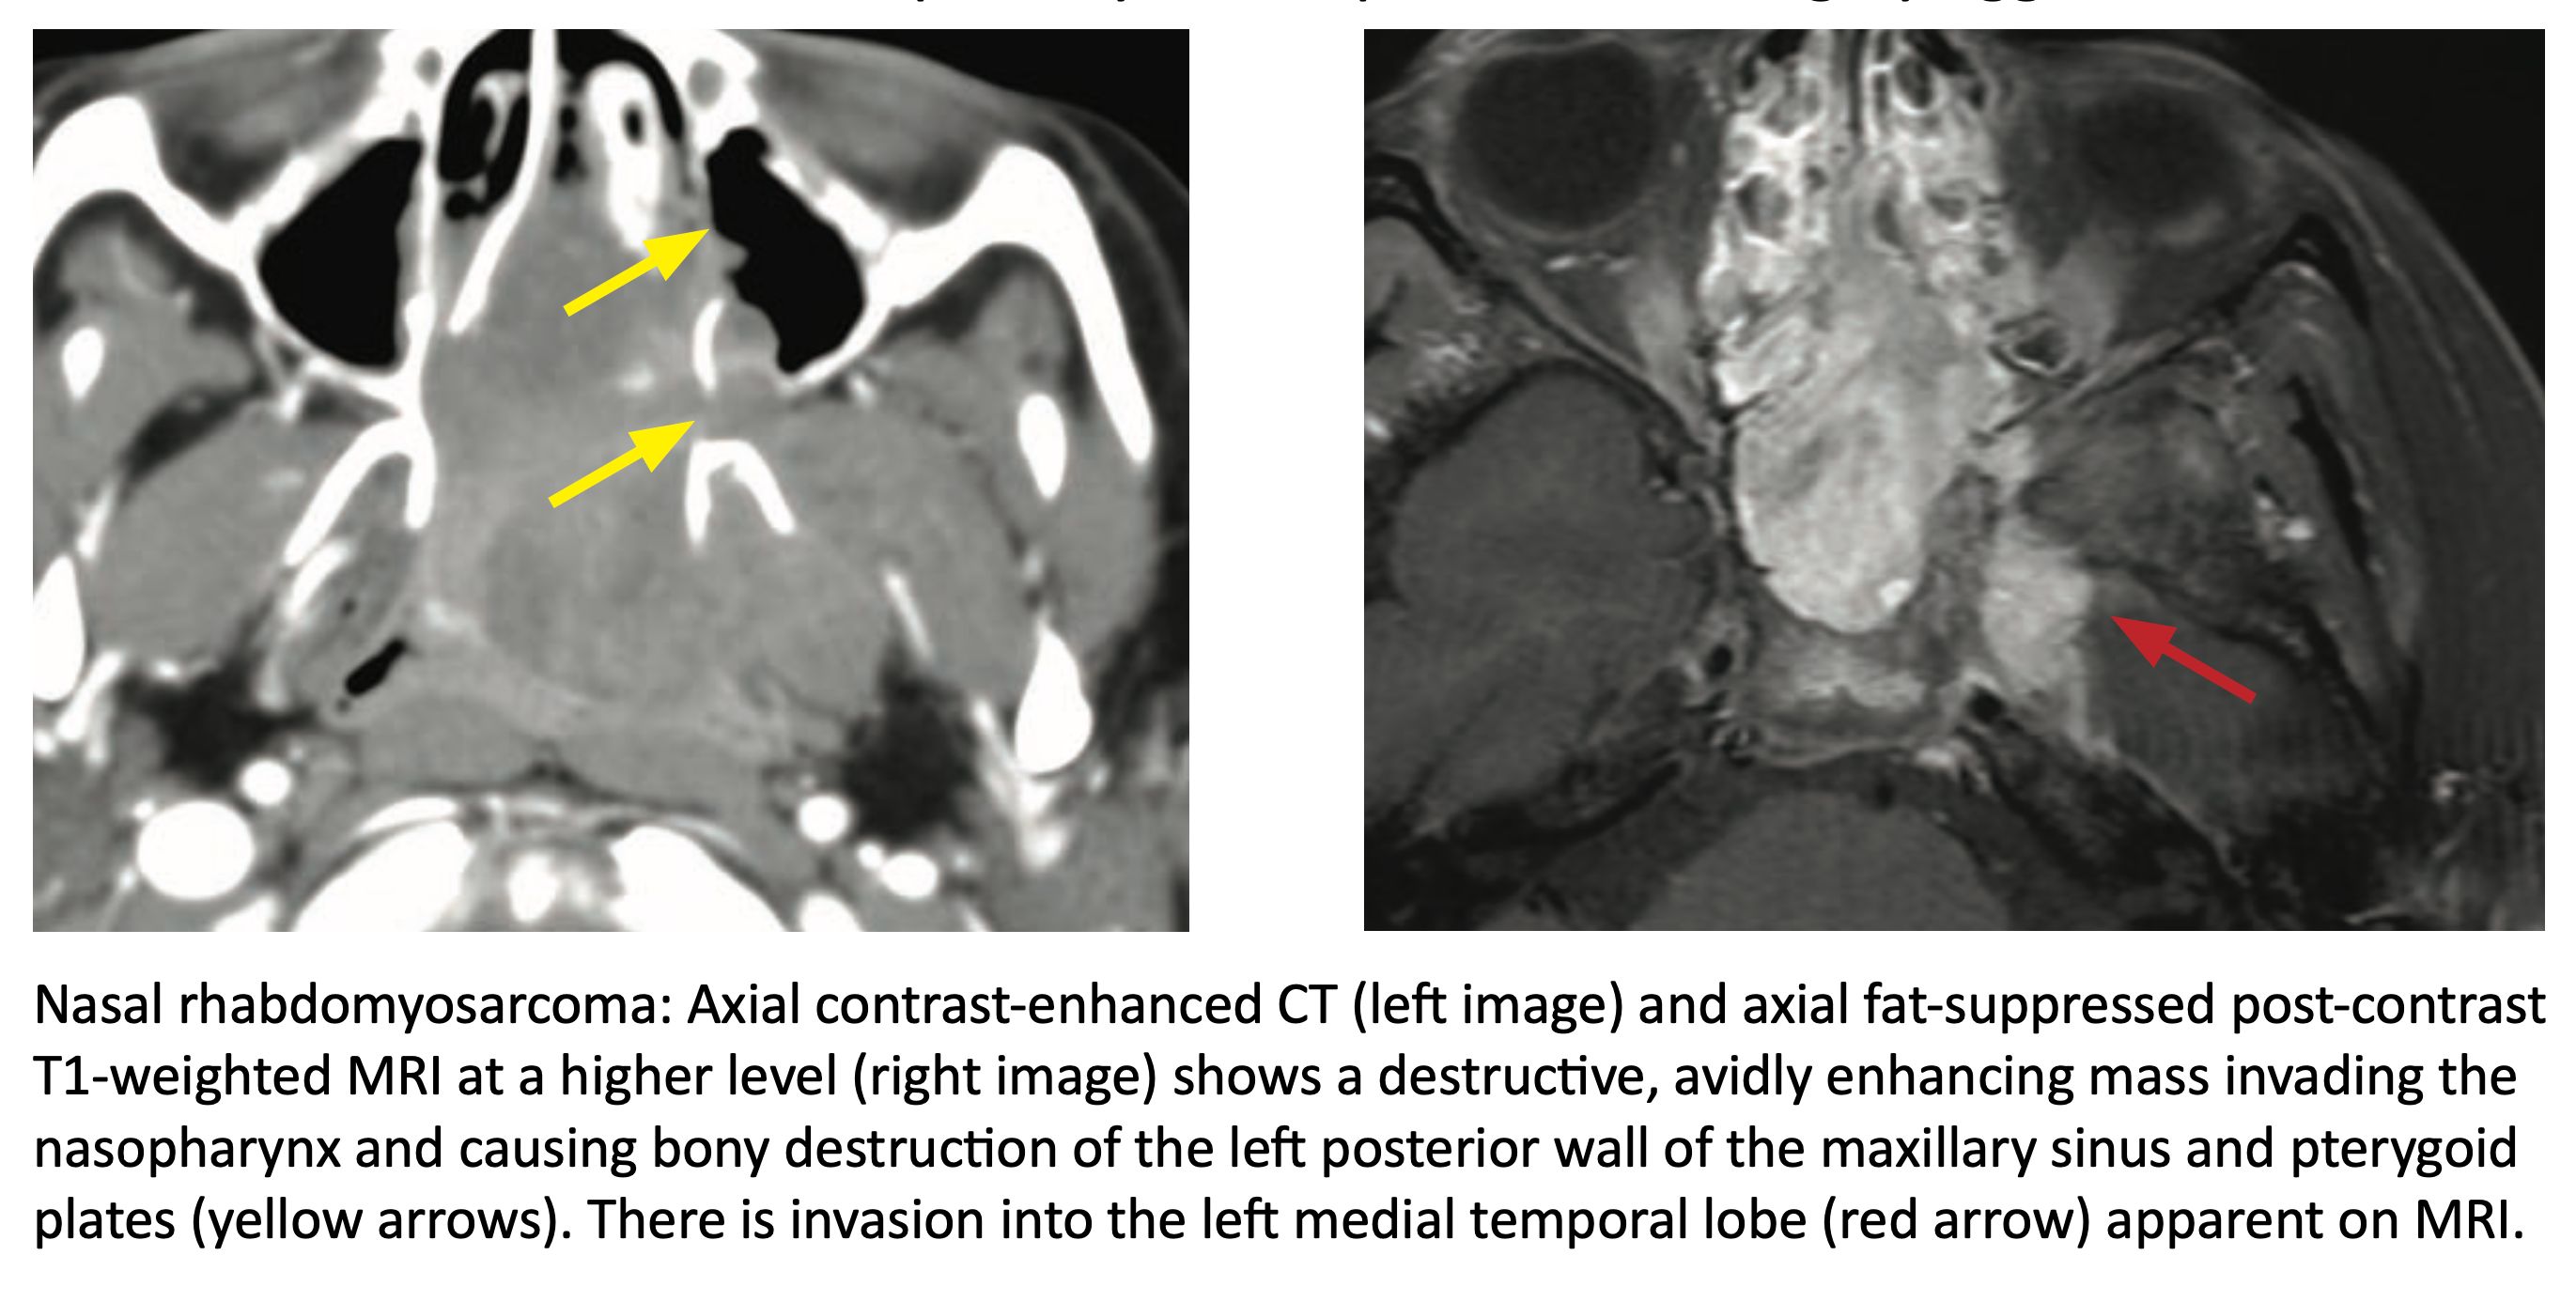 Nasal rhabdomyosarcoma: Axial contrast-enhanced CT (left image) and axial fat-suppressed post-contrast
T1-weighted MRI at a higher level (right image) shows a destructive, avidly enhancing mass invading the
nasopharynx and causing bony destruction of the left posterior wall of the maxillary sinus and pterygoid
plates (yellow arrows). There is invasion into the left medial temporal lobe (red arrow) apparent on MRI.